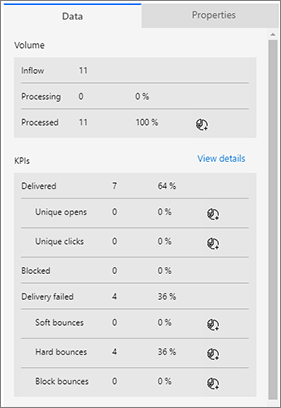 Data Properties
Volume
Inflow 11
Processing 0 0 %
Processed 11 100 %
KPIs View details
Delivered 7 64 %
Unique opens 0 0 %
Unique clicks 0 0 %
Blocked 0 0 %
Delivery failed 4 36 %
Soft bounces 0 0 %
Hard bounces 4 36 %
Block bounces 0 0 %